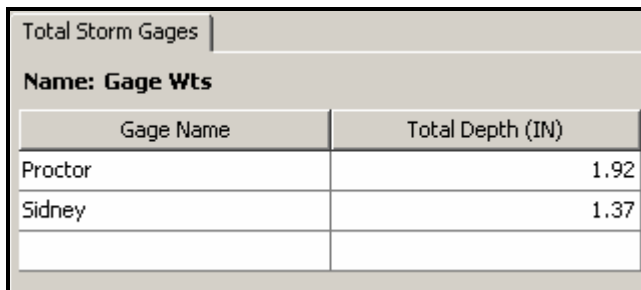 Total Storm Gages
Name: Gage Wts
Gage Name Total Depth (IN)
Proctor 1.92
Sidney 1.37